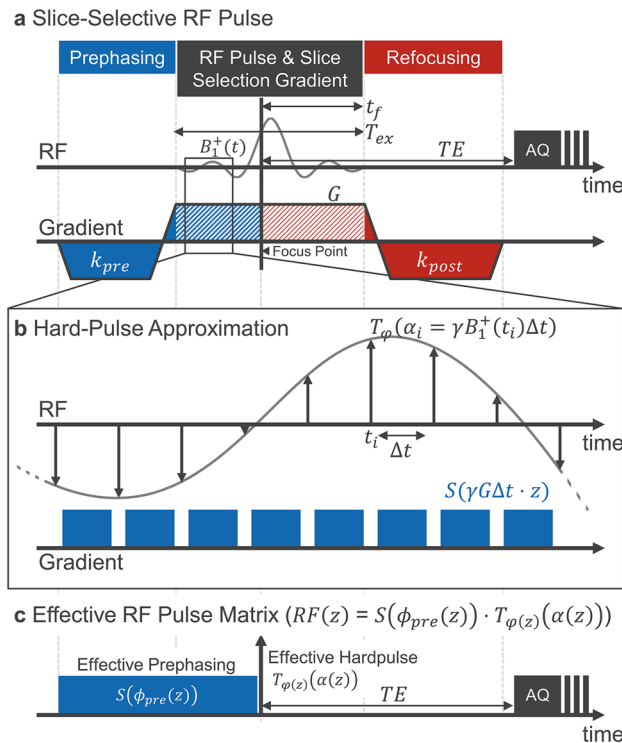 a Slice-Selective RF Pulse
Prephasing
RF Pulse & Slice
Selection Gradient
Refocusing
t_f
T_ex
B_1^+(t)
RF
TE
AQ
time
G
Gradient
Focus Point
k_pre
k_post
b Hard-Pulse Approximation
T_φ(α_i = γB_1^+(t_i)Δt)
RF
t_i
Δt
time
S(γGΔt · z)
Gradient
c Effective RF Pulse Matrix (RF(z) = S(ϕ_pre(z)) · T_φ(z)(α(z)))
Effective Prephasing
Effective Hardpulse
S(ϕ_pre(z))
T_φ(z)(α(z))
TE
AQ
time